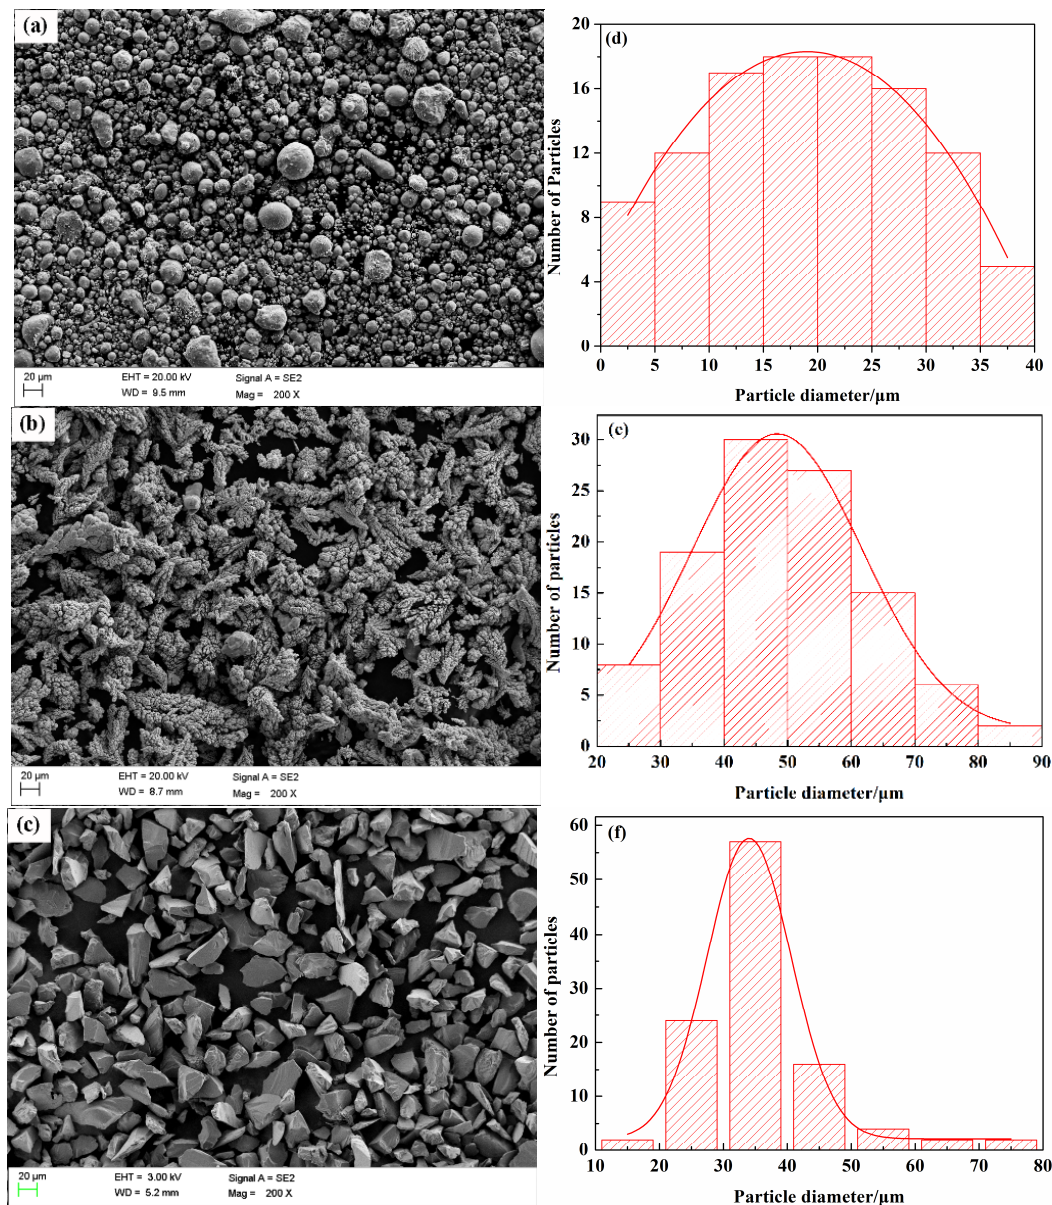 (a)
20 µm
EHT = 20.00 kV
Signal A = SE2
WD = 9.5 mm
Mag = 200 X
(d)
20
16
12
8
4
0
0 5 10 15 20 25 30 35 40
Number of Particles
Particle diameter/µm
(b)
20 µm
EHT = 20.00 kV
Signal A = SE2
WD = 8.7 mm
Mag = 200 X
(e)
30
25
20
15
10
5
0
20 30 40 50 60 70 80 90
Number of particles
Particle diameter/µm
(c)
20 µm
EHT = 3.00 kV
Signal A = SE2
WD = 5.2 mm
Mag = 200 X
(f)
60
50
40
30
20
10
0
10 20 30 40 50 60 70 80
Number of particles
Particle diameter/µm